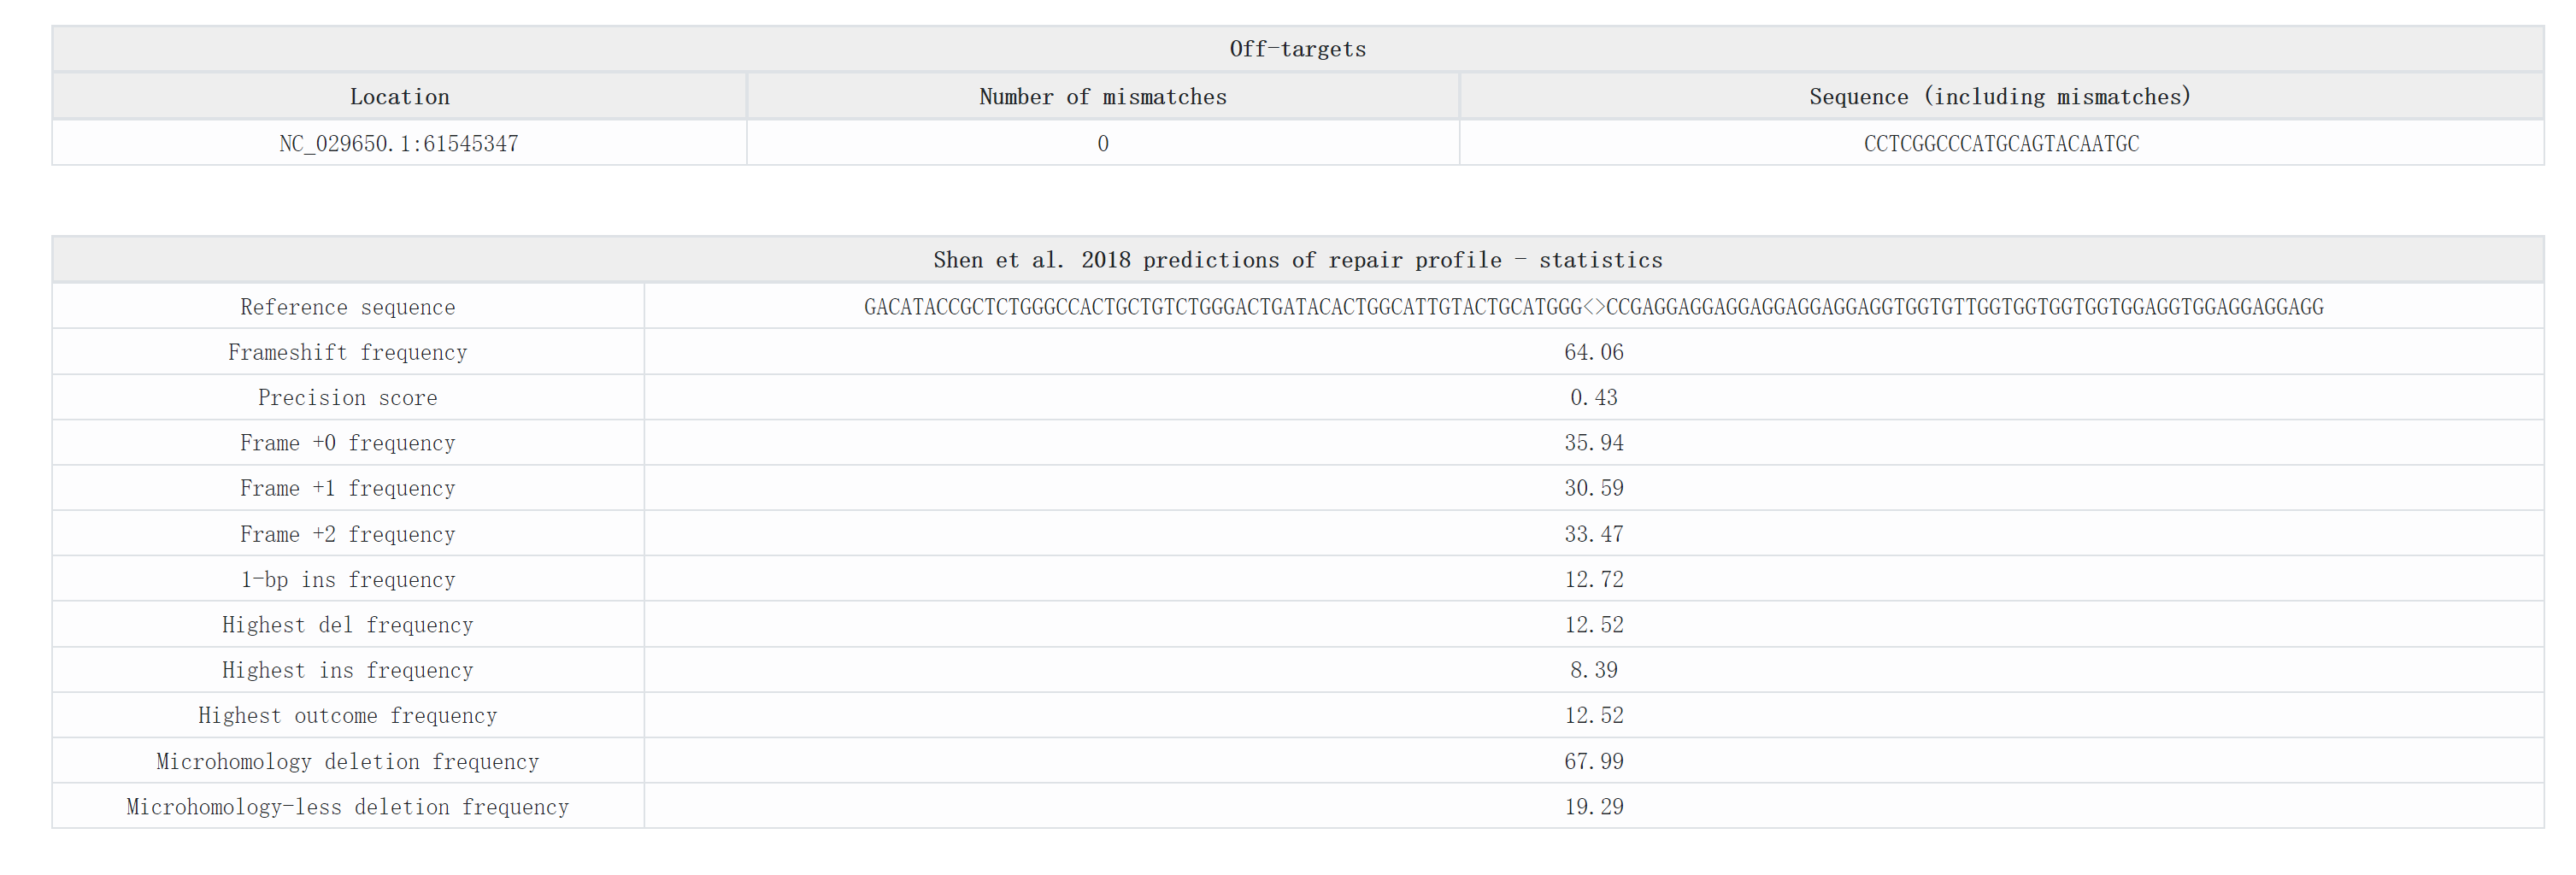 Off-targets
Location Number of mismatches Sequence (including mismatches)
NC_029650.1:61545347 0 CCTCGGCCCATGCAGTACAATGC
Shen et al. 2018 predictions of repair profile - statistics
Reference sequence GACATACCGCTCTGGGCCACTGCTGTCTGGGACTGATACACTGGCATTGTACTGCATGGG<>CCGAGGAGGAGGAGGAGGAGGAGGTGGTGTTGGTGGTGGTGGTGGAGGTGGAGGAGGAGG
Frameshift frequency 64.06
Precision score 0.43
Frame +0 frequency 35.94
Frame +1 frequency 30.59
Frame +2 frequency 33.47
1-bp ins frequency 12.72
Highest del frequency 12.52
Highest ins frequency 8.39
Highest outcome frequency 12.52
Microhomology deletion frequency 67.99
Microhomology-less deletion frequency 19.29